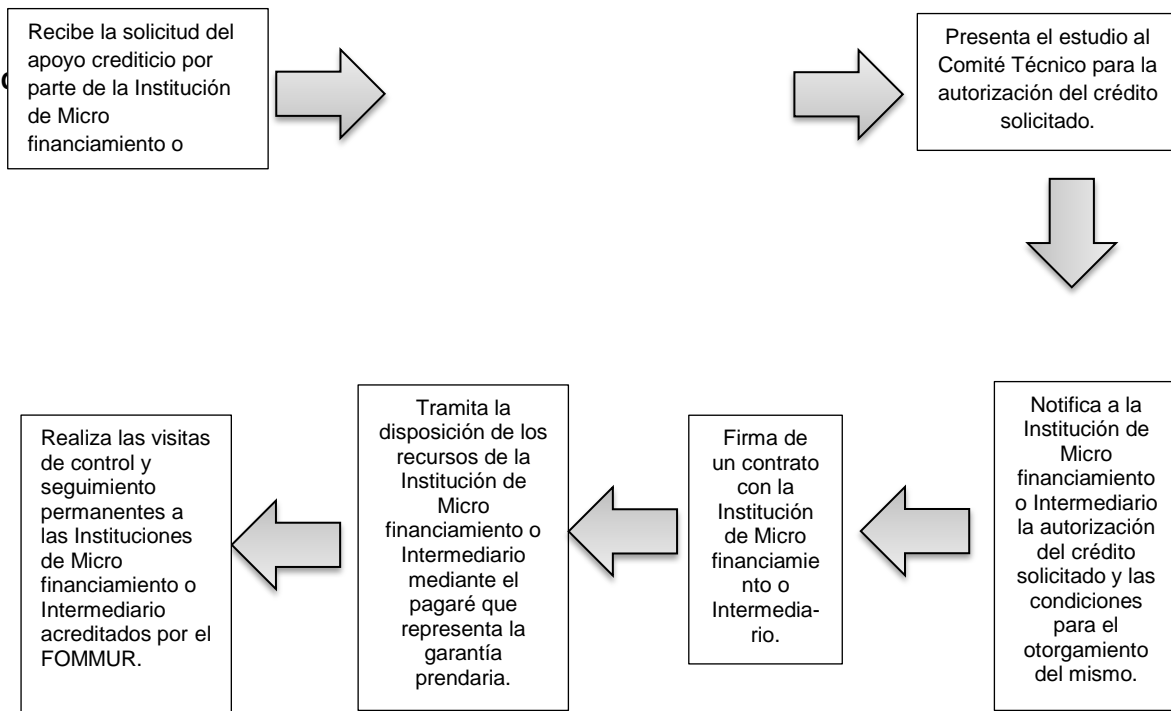 Recibe la solicitud del
apoyo crediticio por
parte de la Institución
de Micro
financiamiento o
Presenta el estudio al
Comité Técnico para la
autorización del crédito
solicitado.
Notifica a la
Institución de
Micro
financiamiento
o Intermediario
la autorización
del crédito
solicitado y las
condiciones
para el
otorgamiento
del mismo.
Firma de
un contrato
con la
Institución
de Micro
financiamie
nto o
Intermedia-
rio.
Tramita la
disposición de los
recursos de la
Institución de
Micro
financiamiento o
Intermediario
mediante el
pagaré que
representa la
garantía
prendaria.
Realiza las visitas
de control y
seguimiento
permanentes a
las Instituciones
de Micro
financiamiento o
Intermediario
acreditados por el
FOMMUR.